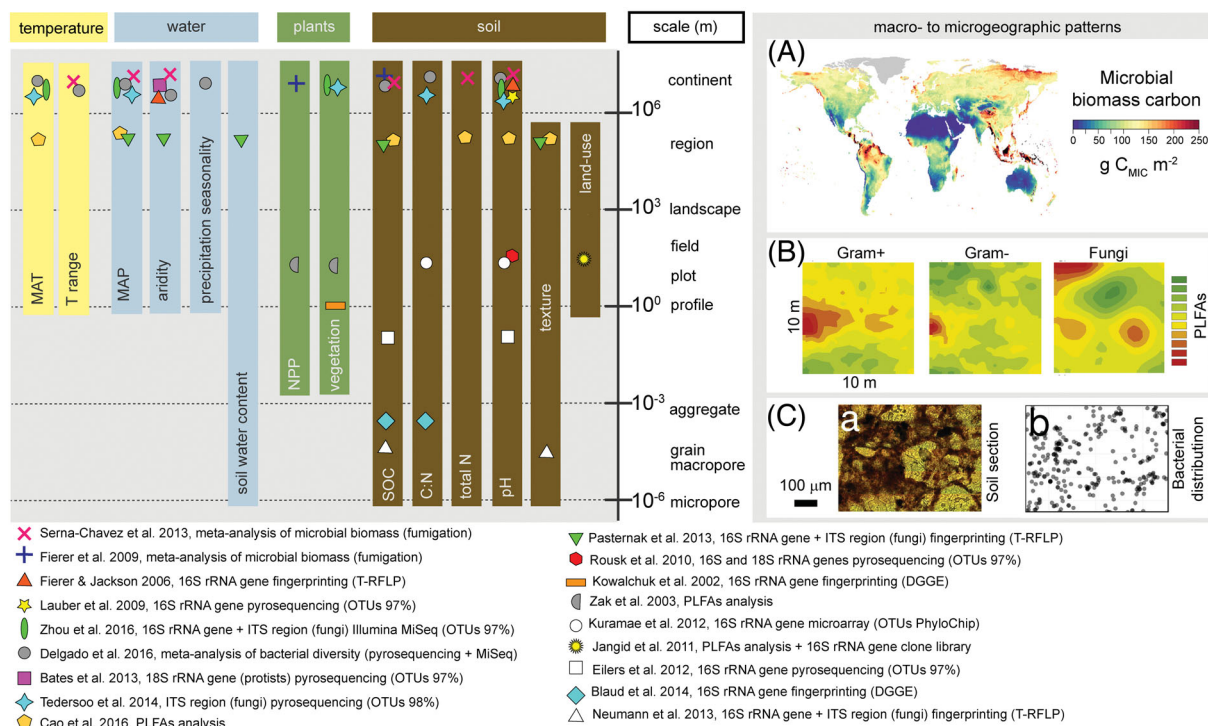 temperature
water
plants
soil
scale (m)
MAT
T range
MAP
aridity
precipitation seasonality
soil water content
NPP
vegetation
SOC
C:N
total N
pH
texture
land-use
continent
10^6
region
10^3
landscape
field
plot
10^0
profile
10^-3
aggregate
grain
macropore
10^-6
micropore
macro- to microgeographic patterns
(A)
Microbial
biomass carbon
0 50 100 150 200 250
g C_MIC m^-2
(B)
Gram+
Gram-
Fungi
10 m
10 m
PLFAs
(C)
a
b
100 μm
Soil section
Bacterial
distributinon
Serna-Chavez et al. 2013, meta-analysis of microbial biomass (fumigation)
Fierer et al. 2009, meta-analysis of microbial biomass (fumigation)
Fierer & Jackson 2006, 16S rRNA gene fingerprinting (T-RFLP)
Lauber et al. 2009, 16S rRNA gene pyrosequencing (OTUs 97%)
Zhou et al. 2016, 16S rRNA gene + ITS region (fungi) Illumina MiSeq (OTUs 97%)
Delgado et al. 2016, meta-analysis of bacterial diversity (pyrosequencing + MiSeq)
Bates et al. 2013, 18S rRNA gene (protists) pyrosequencing (OTUs 97%)
Tedersoo et al. 2014, ITS region (fungi) pyrosequencing (OTUs 98%)
Cao et al. 2016, PLFAs analysis
Pasternak et al. 2013, 16S rRNA gene + ITS region (fungi) fingerprinting (T-RFLP)
Rousk et al. 2010, 16S and 18S rRNA genes pyrosequencing (OTUs 97%)
Kowalchuk et al. 2002, 16S rRNA gene fingerprinting (DGGE)
Zak et al. 2003, PLFAs analysis
Kuramae et al. 2012, 16S rRNA gene microarray (OTUs PhyloChip)
Jangid et al. 2011, PLFAs analysis + 16S rRNA gene clone library
Eilers et al. 2012, 16S rRNA gene pyrosequencing (OTUs 97%)
Blaud et al. 2014, 16S rRNA gene fingerprinting (DGGE)
Neumann et al. 2013, 16S rRNA gene + ITS region (fungi) fingerprinting (T-RFLP)